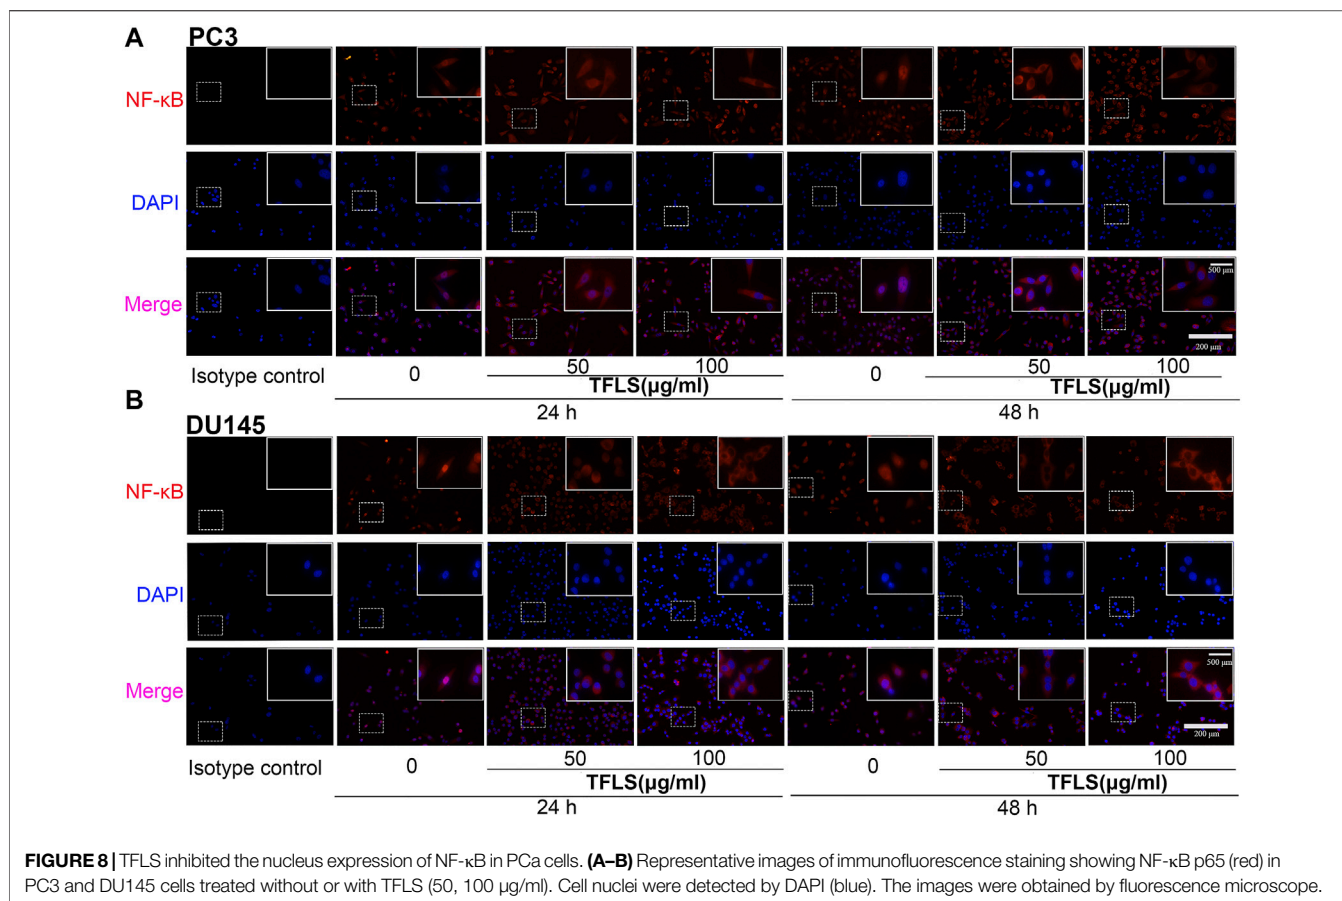 A
PC3
NF-κB
DAPI
Merge
500 μm
200 μm
Isotype control
0
50
100
0
50
100
TFLS(μg/ml)
TFLS(μg/ml)
24 h
48 h
B
DU145
NF-κB
DAPI
Merge
500 μm
200 μm
Isotype control
0
50
100
0
50
100
TFLS(μg/ml)
TFLS(μg/ml)
24 h
48 h
FIGURE 8 | TFLS inhibited the nucleus expression of NF-κB in PCa cells. (A–B) Representative images of immunofluorescence staining showing NF-κB p65 (red) in
PC3 and DU145 cells treated without or with TFLS (50, 100 μg/ml). Cell nuclei were detected by DAPI (blue). The images were obtained by fluorescence microscope.